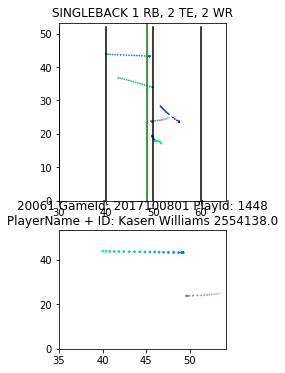 SINGLEBACK 1 RB, 2 TE, 2 WR
50
40
30
20
10
0
30 40 50 60
20061 GameId: 2017100801 PlayId: 1448
PlayerName + ID: Kasen Williams 2554138.0
40
20
0
35 40 45 50